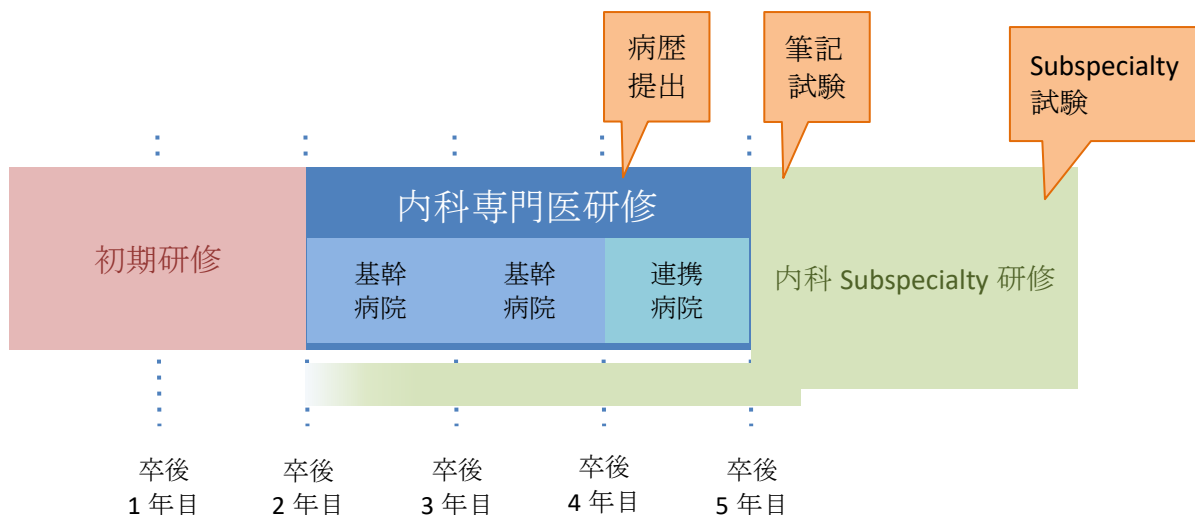 病歴
提出
筆記
試験
Subspecialty
試験
内科専門医研修
初期研修
基幹
病院
基幹
病院
連携
病院
内科 Subspecialty 研修
卒後
1 年目
卒後
2 年目
卒後
3 年目
卒後
4 年目
卒後
5 年目